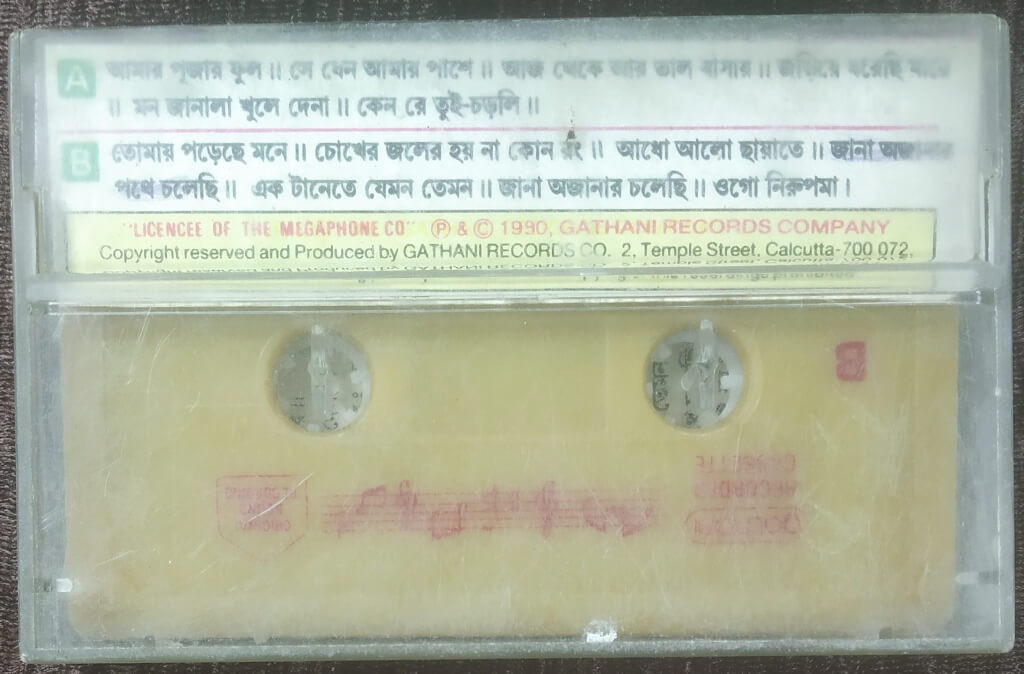 A আমার পূজার ফুল ॥ সে যেন আমার পাশে ॥ আজ থেকে আর ভাল বাসার ॥ জড়িয়ে ধরেছি যারে
॥ মন জানালা খুলে দেনা ॥ কেন রে তুই-চড়লি ॥
B তোমায় পড়েছে মনে ॥ চোখের জলের হয় না কোন রং ॥ আধো আলো ছায়াতে ॥ জানা অজানার
পথে চলেছি ॥ এক টানেতে যেমন তেমন ॥ জানা অজানার চলেছি ॥ ওগো নিরুপমা ।
"LICENCEE OF THE MEGAPHONE CO" Ⓟ & © 1990, GATHANI RECORDS COMPANY
Copyright reserved and Produced by GATHANI RECORDS CO. 2, Temple Street, Calcutta-700 072.
B
CASSETTE
RECORDED